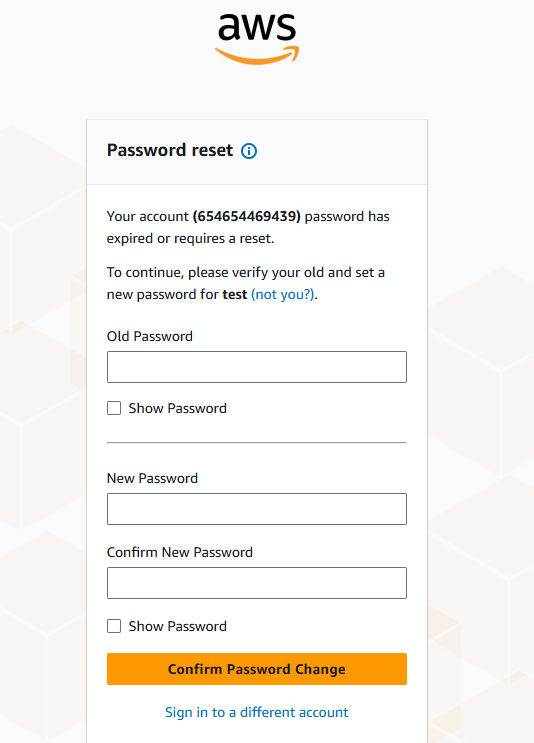 aws
Password reset
Your account (654654469439) password has
expired or requires a reset.
To continue, please verify your old and set a
new password for test (not you?).
Old Password
Show Password
New Password
Confirm New Password
Show Password
Confirm Password Change
Sign in to a different account